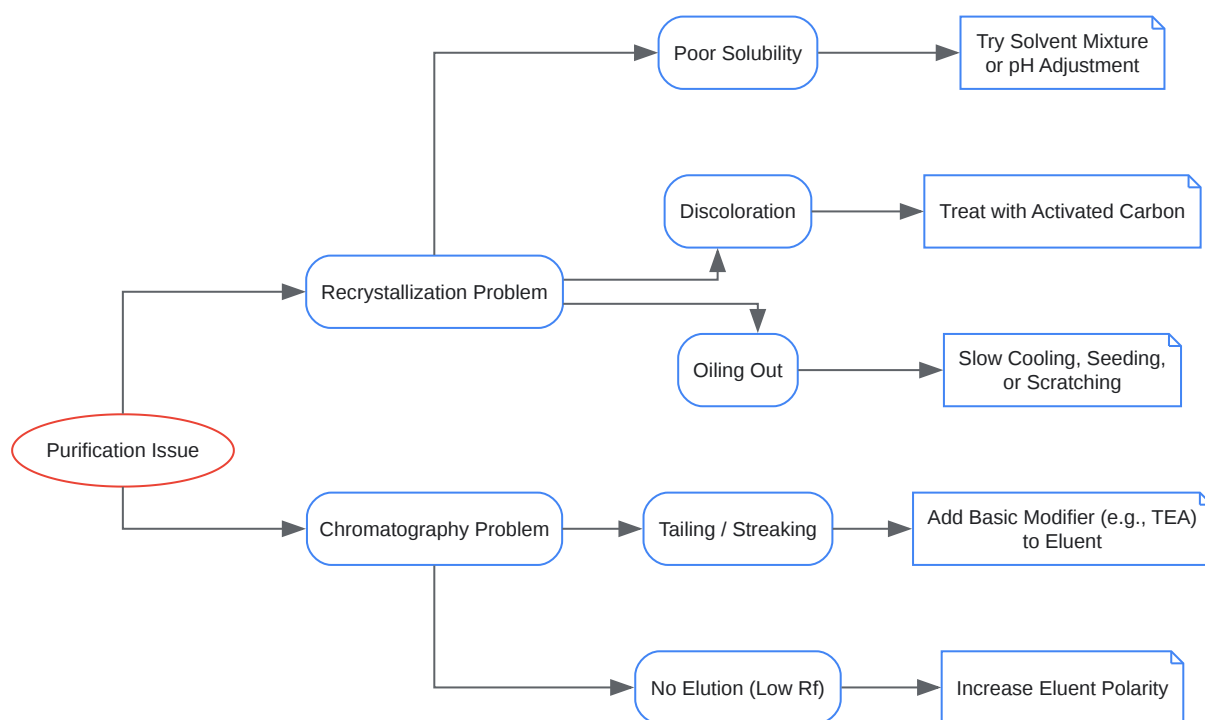 Poor Solubility
Try Solvent Mixture
or pH Adjustment
Discoloration
Treat with Activated Carbon
Recrystallization Problem
Oiling Out
Slow Cooling, Seeding,
or Scratching
Purification Issue
Chromatography Problem
Tailing / Streaking
Add Basic Modifier (e.g., TEA)
to Eluent
No Elution (Low Rf)
Increase Eluent Polarity